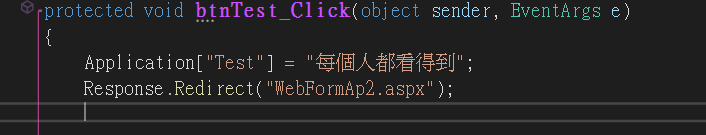 protected void btnTest_Click(object sender, EventArgs e)
{
Application["Test"] = "每個人都看得到";
Response.Redirect("WebFormAp2.aspx");